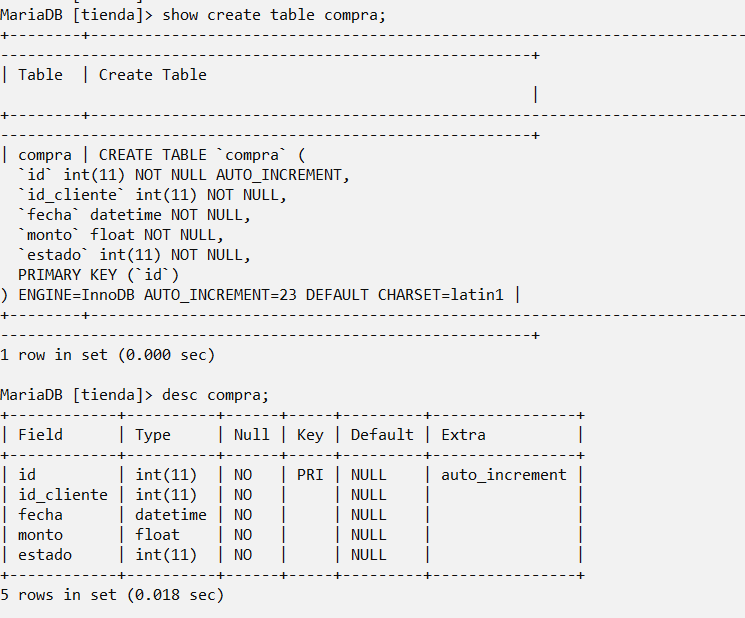 MariaDB [tienda]> show create table compra;
+--------+-------------------------------------------------------------------------
-----------------------------------------------------------+
| Table  | Create Table
                                                           |
+--------+-------------------------------------------------------------------------
-----------------------------------------------------------+
| compra | CREATE TABLE `compra` (
  `id` int(11) NOT NULL AUTO_INCREMENT,
  `id_cliente` int(11) NOT NULL,
  `fecha` datetime NOT NULL,
  `monto` float NOT NULL,
  `estado` int(11) NOT NULL,
  PRIMARY KEY (`id`)
) ENGINE=InnoDB AUTO_INCREMENT=23 DEFAULT CHARSET=latin1 |
+--------+-------------------------------------------------------------------------
-----------------------------------------------------------+
1 row in set (0.000 sec)

MariaDB [tienda]> desc compra;
+------------+----------+------+-----+---------+----------------+
| Field      | Type     | Null | Key | Default | Extra          |
+------------+----------+------+-----+---------+----------------+
| id         | int(11)  | NO   | PRI | NULL    | auto_increment |
| id_cliente | int(11)  | NO   |     | NULL    |                |
| fecha      | datetime | NO   |     | NULL    |                |
| monto      | float    | NO   |     | NULL    |                |
| estado     | int(11)  | NO   |     | NULL    |                |
+------------+----------+------+-----+---------+----------------+
5 rows in set (0.018 sec)